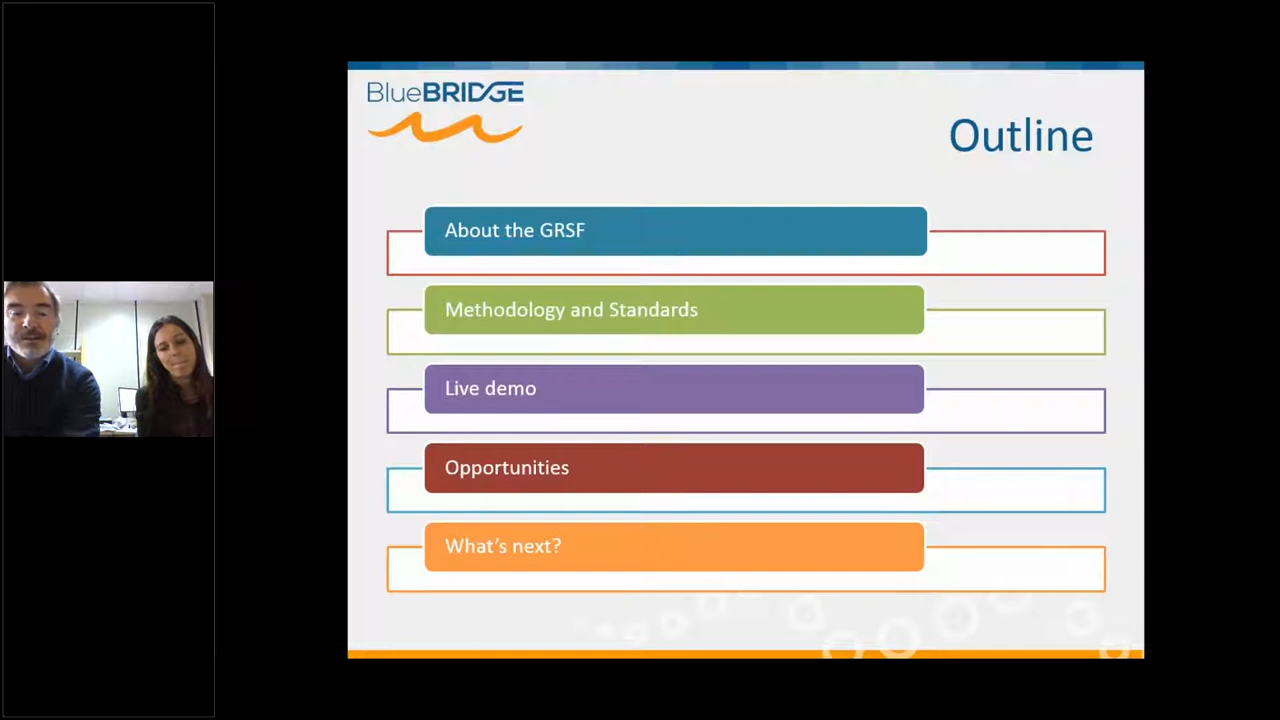 BlueBRIDGE
Outline
About the GRSF
Methodology and Standards
Live demo
Opportunities
What's next?